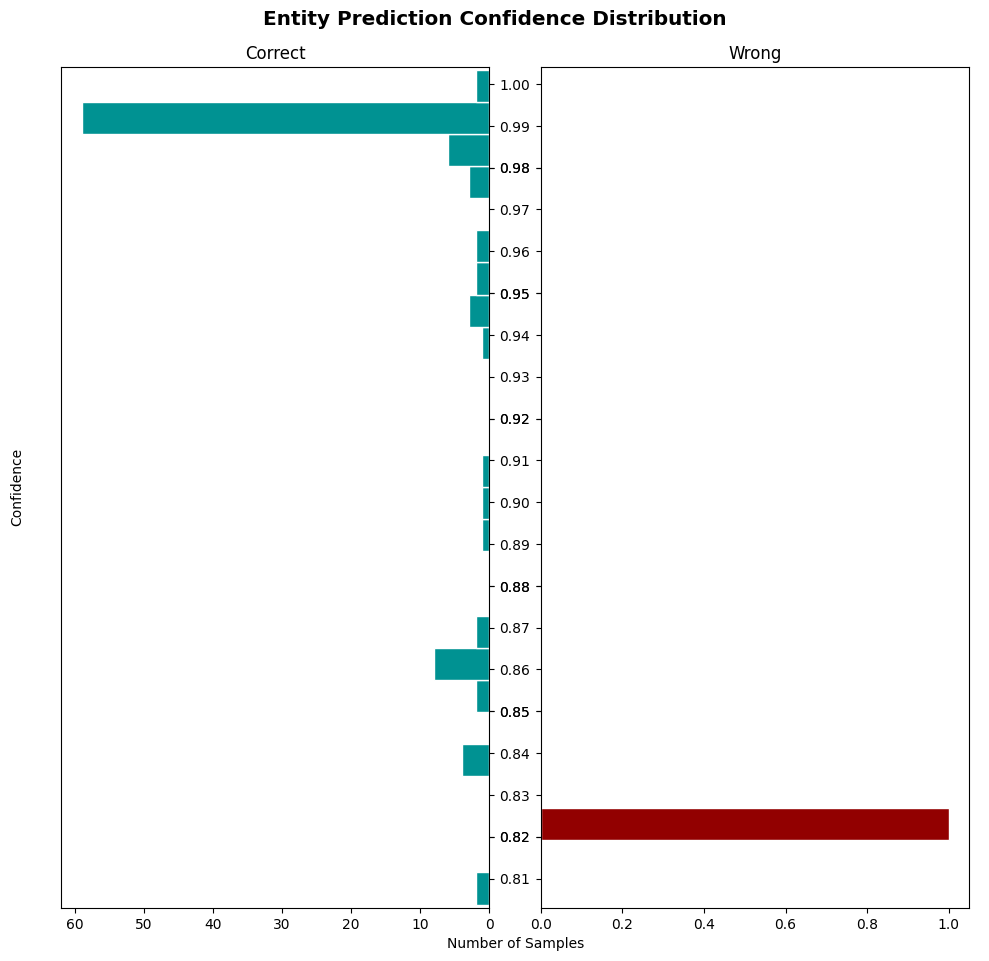 Entity Prediction Confidence Distribution
Correct
Wrong
1.00
0.99
0.98
0.97
0.96
0.95
0.94
0.93
0.92
0.91
0.90
0.89
0.88
0.87
0.86
0.85
0.84
0.83
0.82
0.81
Confidence
60 50 40 30 20 10 0
0.0 0.2 0.4 0.6 0.8 1.0
Number of Samples